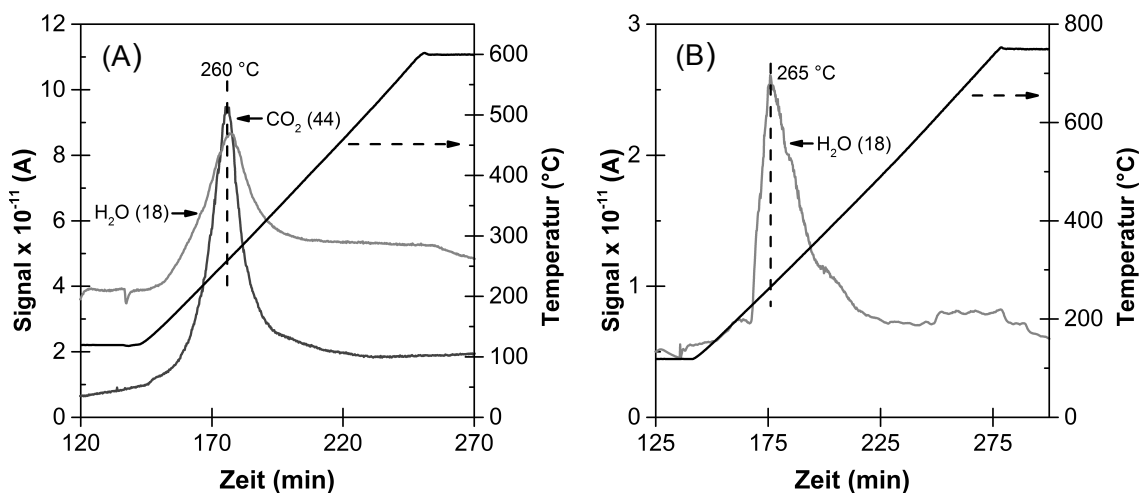 (A)
12
10
8
6
4
2
0
Signal x 10⁻¹¹ (A)
260 °C
CO₂ (44)
H₂O (18)
600
500
400
300
200
100
0
Temperatur (°C)
120 170 220 270
Zeit (min)
(B)
3
2
1
0
Signal x 10⁻¹¹ (A)
265 °C
H₂O (18)
800
600
400
200
0
Temperatur (°C)
125 175 225 275
Zeit (min)